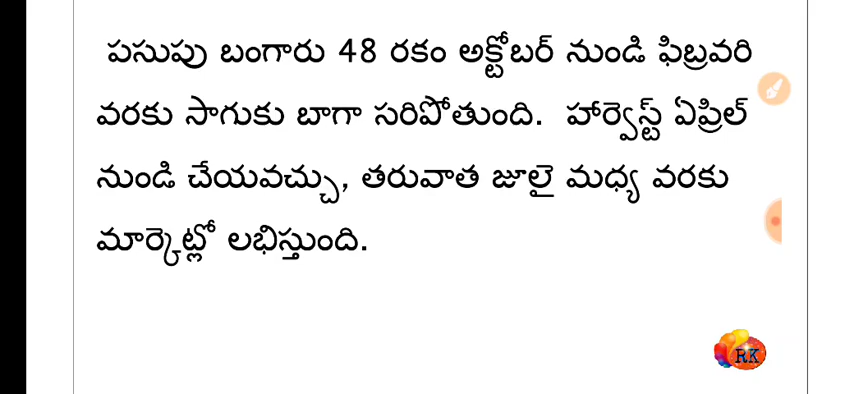 పసుపు బంగారు 48 రకం అక్టోబర్ నుండి ఫిబ్రవరి
వరకు సాగుకు బాగా సరిపోతుంది. హార్వెస్ట్ ఏప్రిల్
నుండి చేయవచ్చు, తరువాత జూలై మధ్య వరకు
మార్కెట్లో లభిస్తుంది.
RK